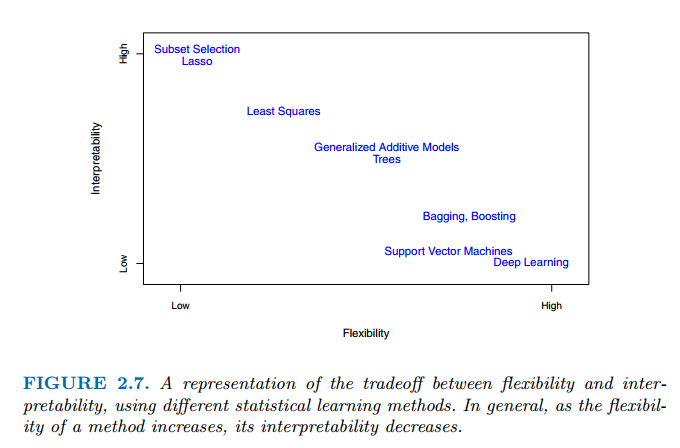 High
Subset Selection
Lasso
Least Squares
Generalized Additive Models
Trees
Interpretability
Bagging, Boosting
Support Vector Machines
Deep Learning
Low
Low
High
Flexibility
FIGURE 2.7. A representation of the tradeoff between flexibility and inter-
pretability, using different statistical learning methods. In general, as the flexibil-
ity of a method increases, its interpretability decreases.